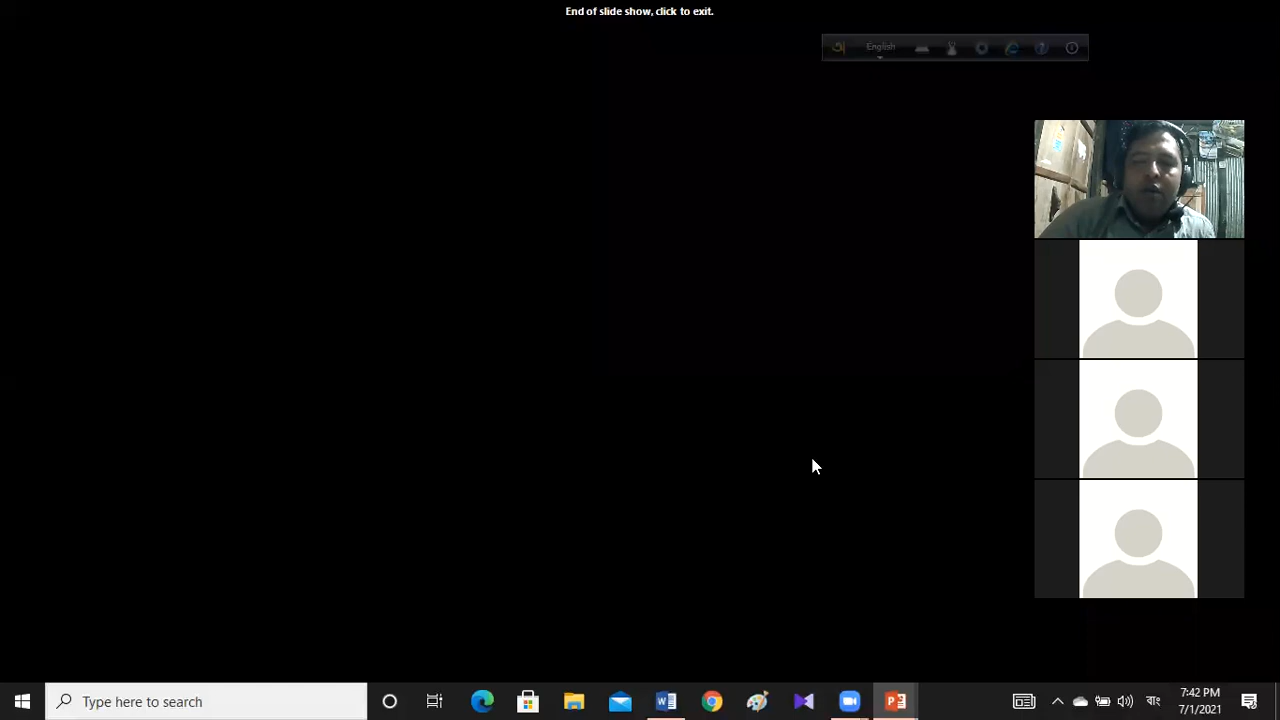 End of slide show, click to exit.
অ English
Type here to search
বাং
7:42 PM
7/1/2021